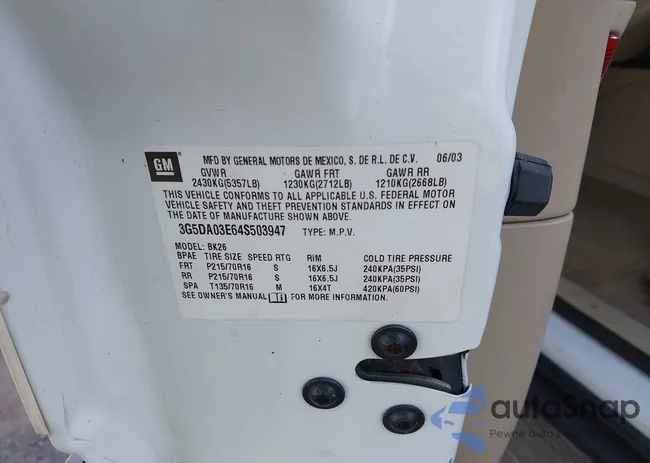 GM
MFD BY GENERAL MOTORS DE MEXICO, S. DE R.L. DE C.V. 06/03
GVWR GAWR FRT GAWR RR
2430KG(5357LB) 1230KG(2712LB) 1210KG(2668LB)
THIS VEHICLE CONFORMS TO ALL APPLICABLE U.S. FEDERAL MOTOR
VEHICLE SAFETY AND THEFT PREVENTION STANDARDS IN EFFECT ON
THE DATE OF MANUFACTURE SHOWN ABOVE.
3G5DA03E64S503947 TYPE: M.P.V.
MODEL: BK26
BPAE TIRE SIZE SPEED RTG RIM COLD TIRE PRESSURE
FRT P215/70R16 S 16X6.5J 240KPA(35PSI)
RR P215/70R16 S 16X6.5J 240KPA(35PSI)
SPA T135/70R16 M 16X4T 420KPA(60PSI)
SEE OWNER'S MANUAL FOR MORE INFORMATION.
autoSnap
Pewne auto